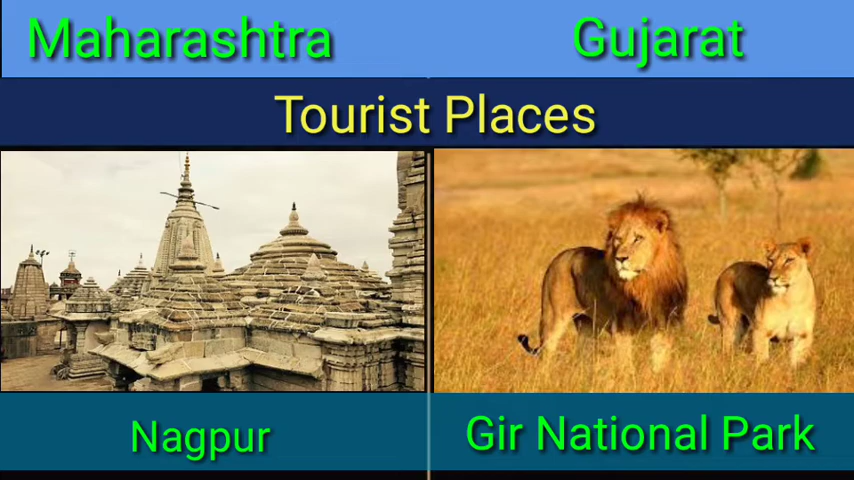 Maharashtra
Gujarat
Tourist Places
Nagpur
Gir National Park